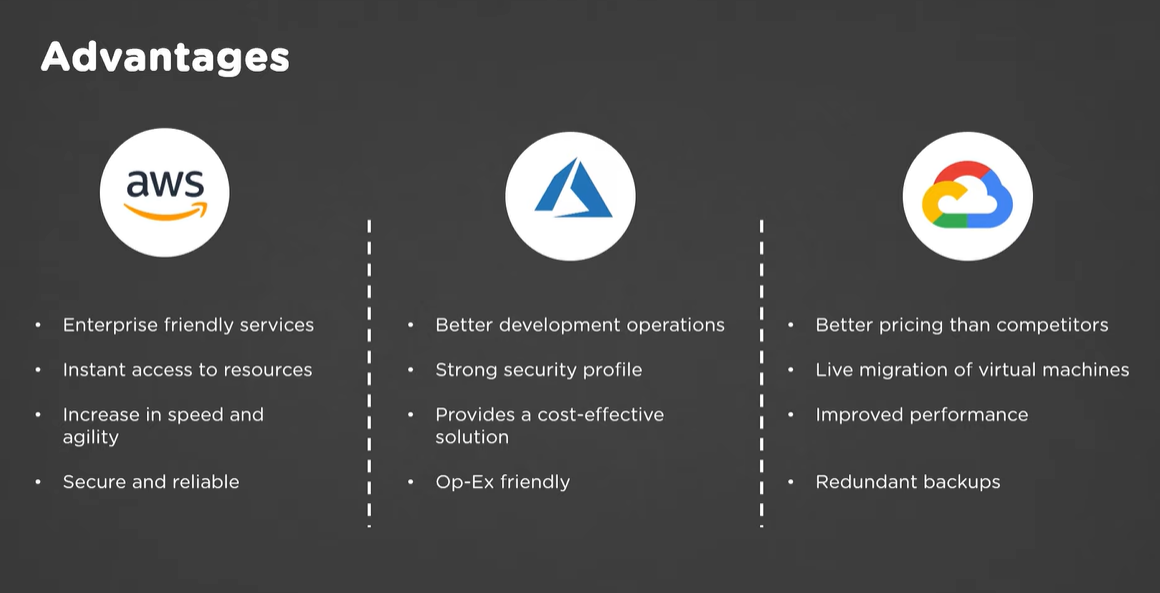 Advantages
aws
• Enterprise friendly services
• Instant access to resources
• Increase in speed and
agility
• Secure and reliable
• Better development operations
• Strong security profile
• Provides a cost-effective
solution
• Op-Ex friendly
• Better pricing than competitors
• Live migration of virtual machines
• Improved performance
• Redundant backups